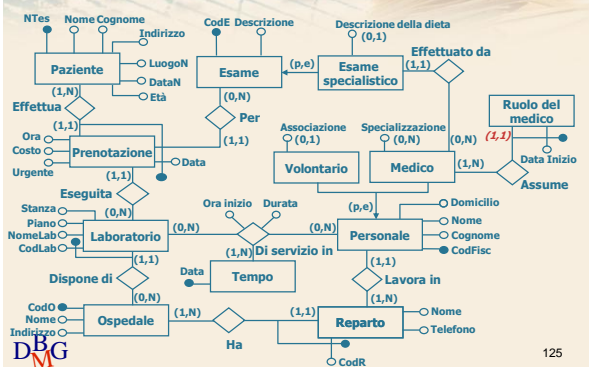 NTes Nome Cognome CodE Descrizione Descrizione della dieta
Indirizzo (0,1) Effettuato da
Paziente LuogoN Esame (p,e) Esame specialistico (1,1)
DataN
(1,N) Età (0,N) Ruolo del medico
Effettua Per
(1,1) (1,1) Associazione Specializzazione (0,N) (1,1)
Ora (0,1) (0,N)
Costo Prenotazione Data Volontario Medico (1,N) Data Inizio
Urgente
(1,1) Assume
Eseguita
Stanza (0,N) Ora inizio Durata (p,e) Domicilio
Piano Nome
NomeLab Laboratorio (0,N) (0,N) Personale Cognome
CodLab CodFisc
(1,1) (1,N) Di servizio in (1,1)
Dispone di Data Tempo Lavora in
(0,N) (1,N)
CodO Nome
Nome Ospedale (1,N) (1,1) Reparto
Indirizzo Telefono
Ha
DBMG CodR 125